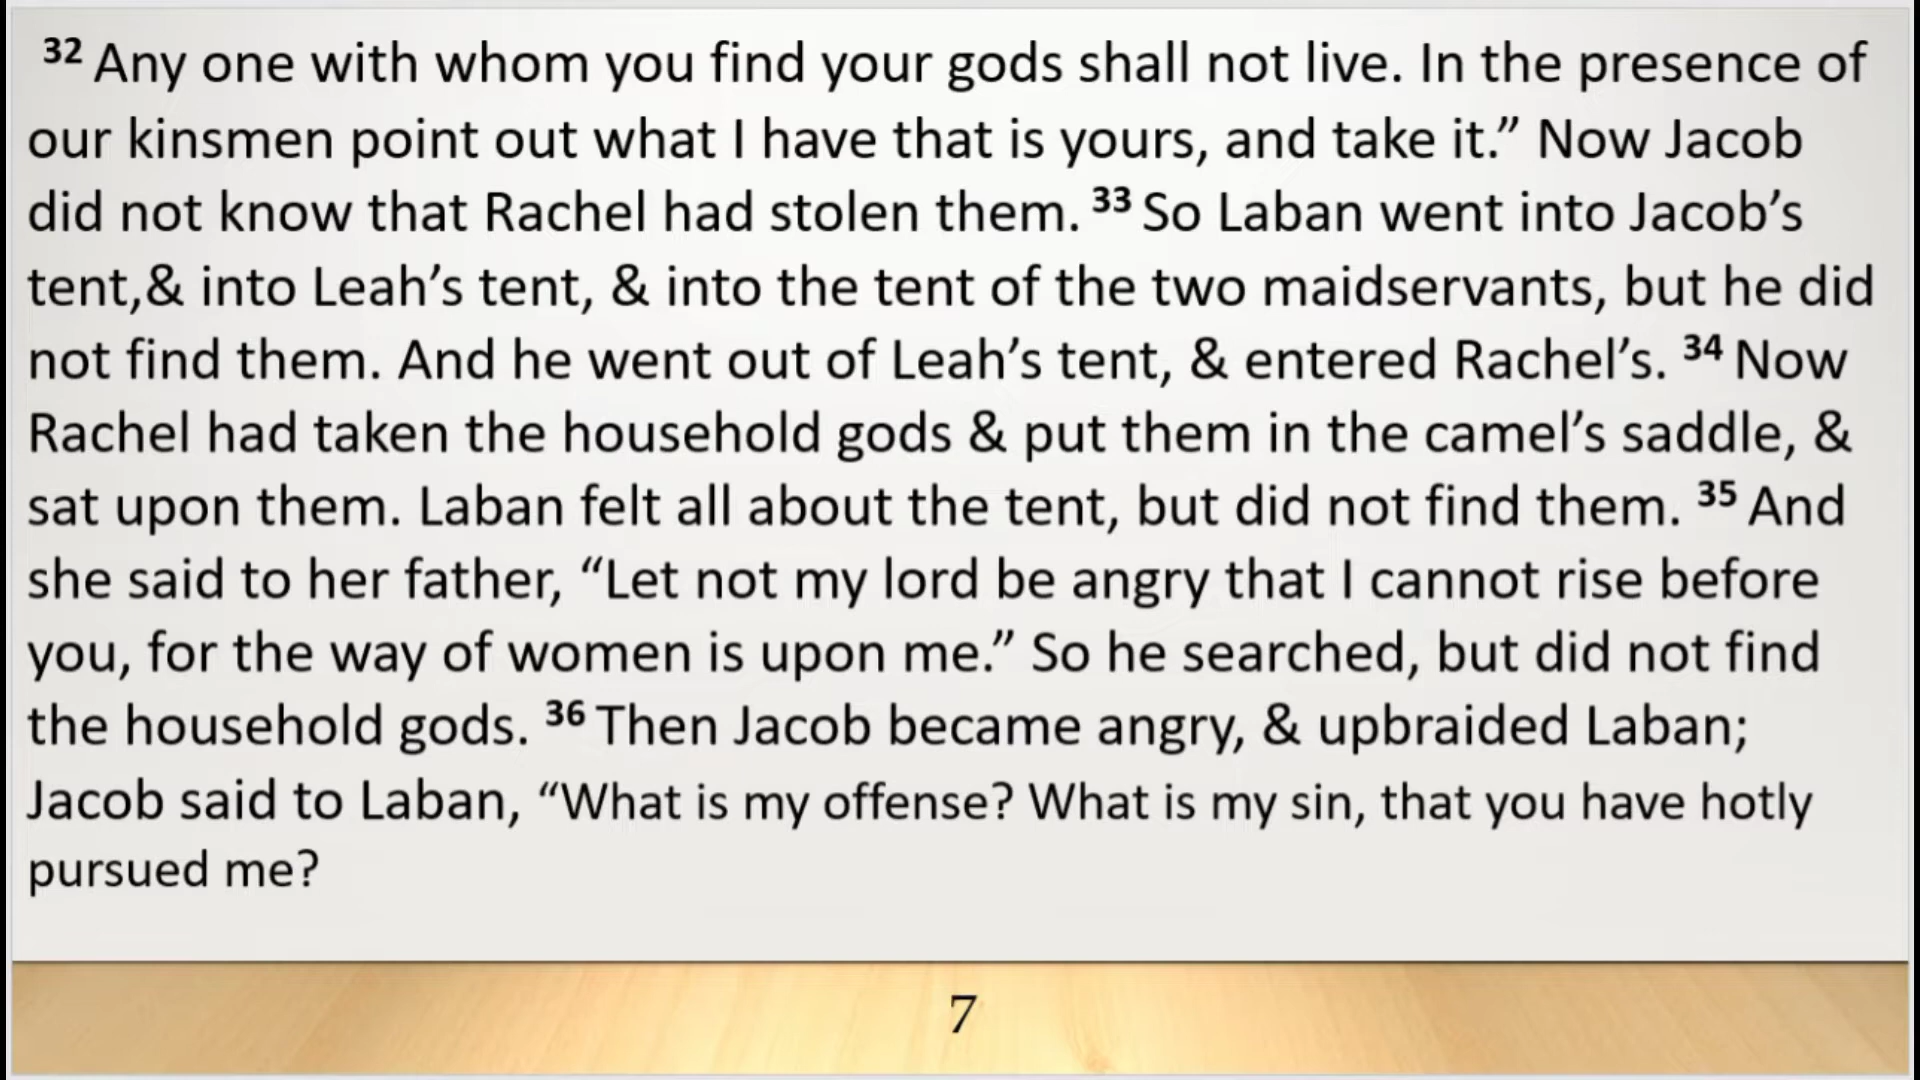 32 Any one with whom you find your gods shall not live. In the presence of
our kinsmen point out what I have that is yours, and take it.” Now Jacob
did not know that Rachel had stolen them. 33 So Laban went into Jacob’s
tent,& into Leah’s tent, & into the tent of the two maidservants, but he did
not find them. And he went out of Leah’s tent, & entered Rachel’s. 34 Now
Rachel had taken the household gods & put them in the camel’s saddle, &
sat upon them. Laban felt all about the tent, but did not find them. 35 And
she said to her father, “Let not my lord be angry that I cannot rise before
you, for the way of women is upon me.” So he searched, but did not find
the household gods. 36 Then Jacob became angry, & upbraided Laban;
Jacob said to Laban, “What is my offense? What is my sin, that you have hotly
pursued me?
7